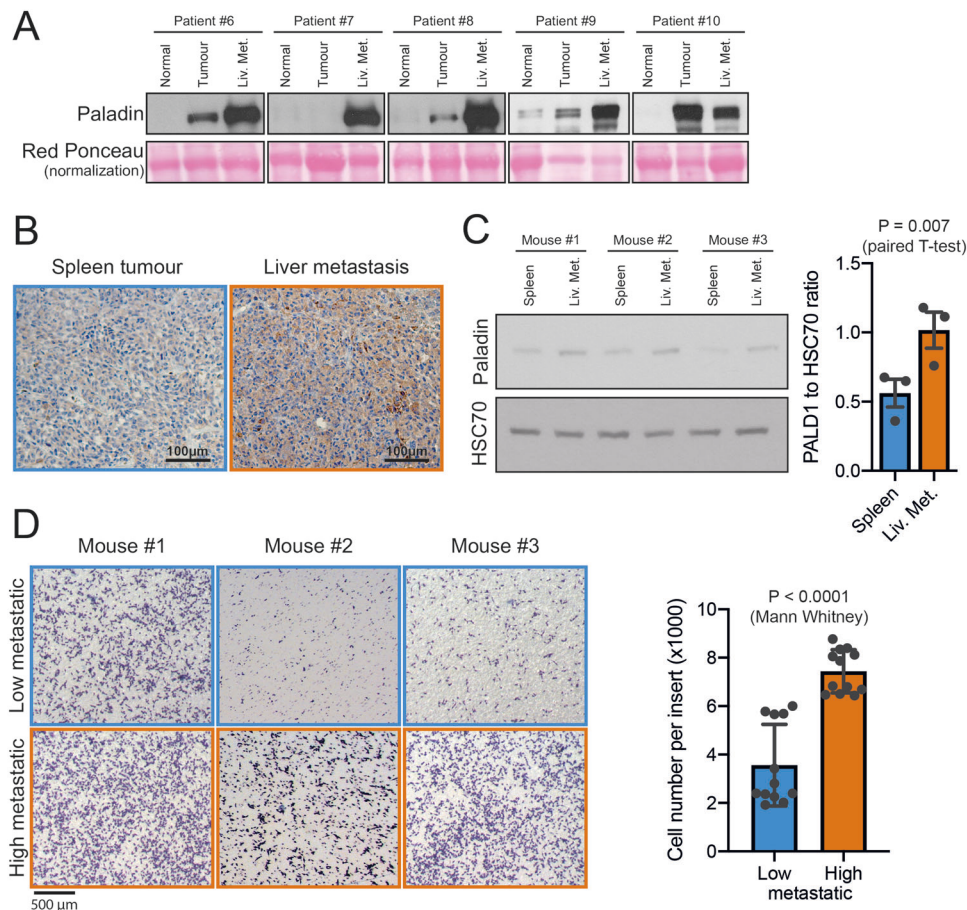 A
Patient #6 Patient #7 Patient #8 Patient #9 Patient #10
Normal Tumour Liv. Met. Normal Tumour Liv. Met. Normal Tumour Liv. Met. Normal Tumour Liv. Met. Normal Tumour Liv. Met.
Paladin
Red Ponceau
(normalization)
B
Spleen tumour Liver metastasis
100µm 100µm
C
Mouse #1 Mouse #2 Mouse #3
Spleen Liv. Met. Spleen Liv. Met. Spleen Liv. Met.
Paladin
HSC70
P = 0.007
(paired T-test)
PALD1 to HSC70 ratio
1.5
1.0
0.5
0.0
Spleen Liv. Met.
D
Mouse #1 Mouse #2 Mouse #3
Low metastatic
High metastatic
500 µm
P < 0.0001
(Mann Whitney)
Cell number per insert (x1000)
10
8
6
4
2
0
Low High
metastatic